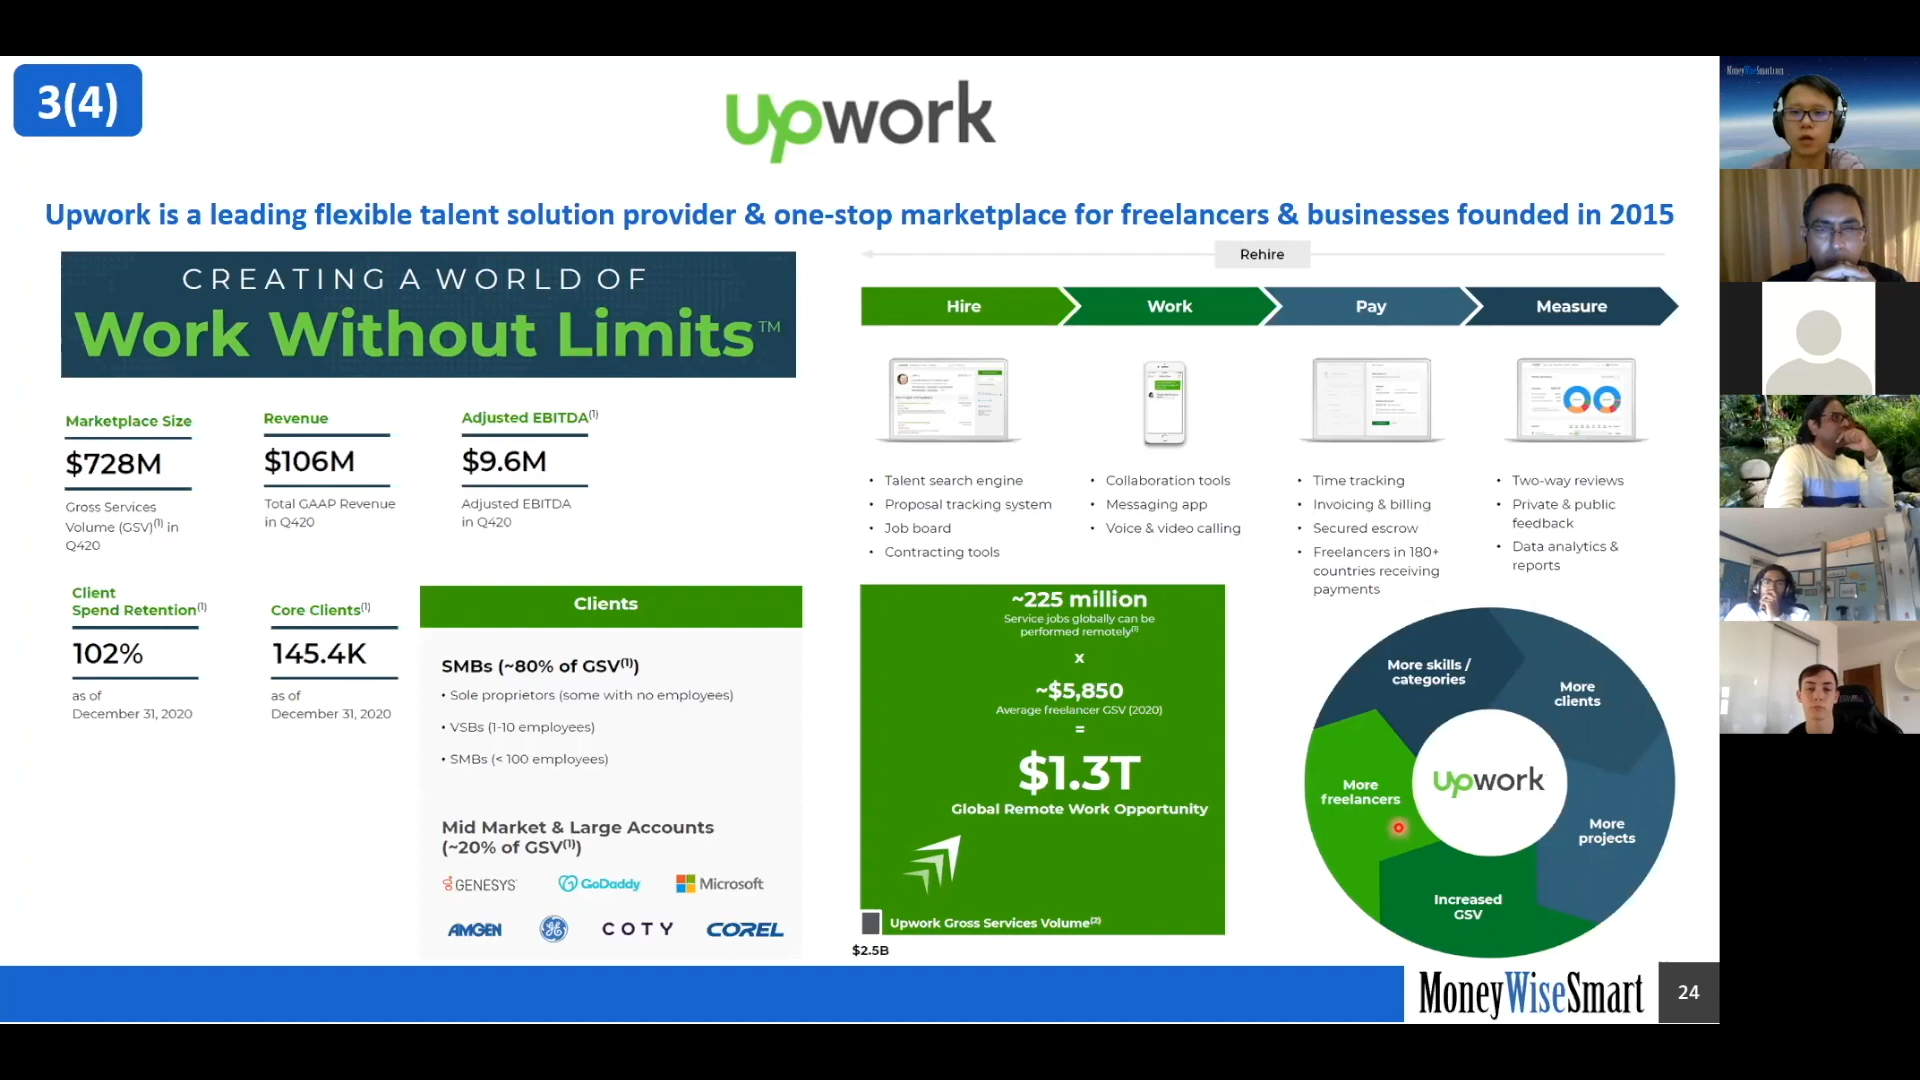 3(4)
upwork
Upwork is a leading flexible talent solution provider & one-stop marketplace for freelancers & businesses founded in 2015
CREATING A WORLD OF
Work Without Limits™
Marketplace Size
$728M
Gross Services
Volume (GSV)(1) in
Q420
Revenue
$106M
Total GAAP Revenue
in Q420
Adjusted EBITDA(1)
$9.6M
Adjusted EBITDA
in Q420
Client
Spend Retention(1)
102%
as of
December 31, 2020
Core Clients(1)
145.4K
as of
December 31, 2020
Clients
SMBs (~80% of GSV(1))
• Sole proprietors (some with no employees)
• VSBs (1-10 employees)
• SMBs (< 100 employees)
Mid Market & Large Accounts
(~20% of GSV(1))
GENESYS
GoDaddy
Microsoft
AMGEN
COTY
COREL
Rehire
Hire
Work
Pay
Measure
• Talent search engine
• Proposal tracking system
• Job board
• Contracting tools
• Collaboration tools
• Messaging app
• Voice & video calling
• Time tracking
• Invoicing & billing
• Secured escrow
• Freelancers in 180+
countries receiving
payments
• Two-way reviews
• Private & public
feedback
• Data analytics &
reports
~225 million
Service jobs globally can be
performed remotely(1)
x
~$5,850
Average freelancer GSV (2020)
=
$1.3T
Global Remote Work Opportunity
Upwork Gross Services Volume(2)
$2.5B
More skills /
categories
More
clients
More
projects
Increased
GSV
More
freelancers
upwork
MoneyWiseSmart
24
MoneyWiseSmart.com